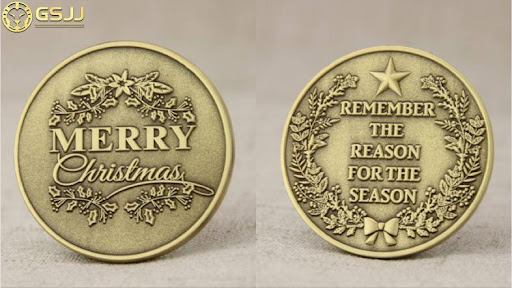 GSJJ
MERRY
Christmas
REMEMBER
THE
REASON
FOR THE
SEASON